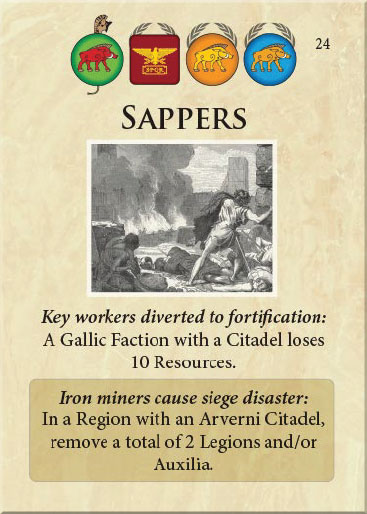 24
SPQR
SAPPERS
Key workers diverted to fortification:
A Gallic Faction with a Citadel loses
10 Resources.
Iron miners cause siege disaster:
In a Region with an Arverni Citadel,
remove a total of 2 Legions and/or
Auxilia.